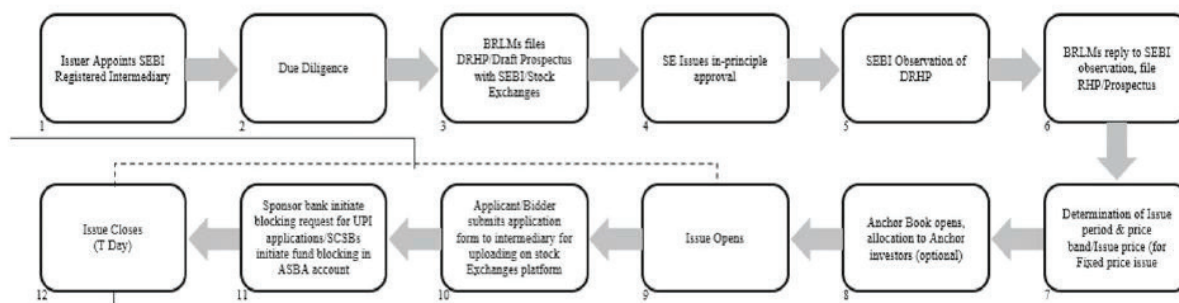 Issuer Appoints SEBI
Registered Intermediary
1
Due Diligence
2
BRLMs files
DRHP/Draft Prospectus
with SEBI/Stock
Exchanges
3
SE Issues in-principle
approval
4
SEBI Observation of
DRHP
5
BRLMs reply to SEBI
observation, file
RHP/Prospectus
6
Determination of Issue
period & price
band/Issue price (for
Fixed price issue
7
Anchor Book opens,
allocation to Anchor
investors (optional)
8
Issue Opens
9
Applicant/Bidder
submits application
form to intermediary for
uploading on stock
Exchanges platform
10
Sponsor bank initiate
blocking request for UPI
applications/SCSBs
initiate fund blocking in
ASBA account
11
Issue Closes
(T Day)
12